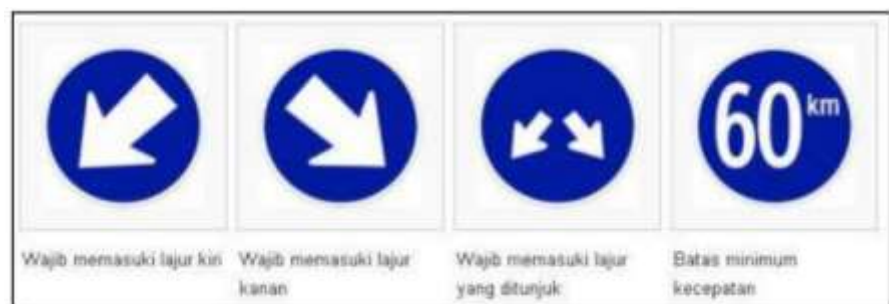 60 km
Wajib memasuki lajur kiri
Wajib memasuki lajur
kanan
Wajib memasuki lajur
yang ditunjuk
Batas minimum
kecepatan